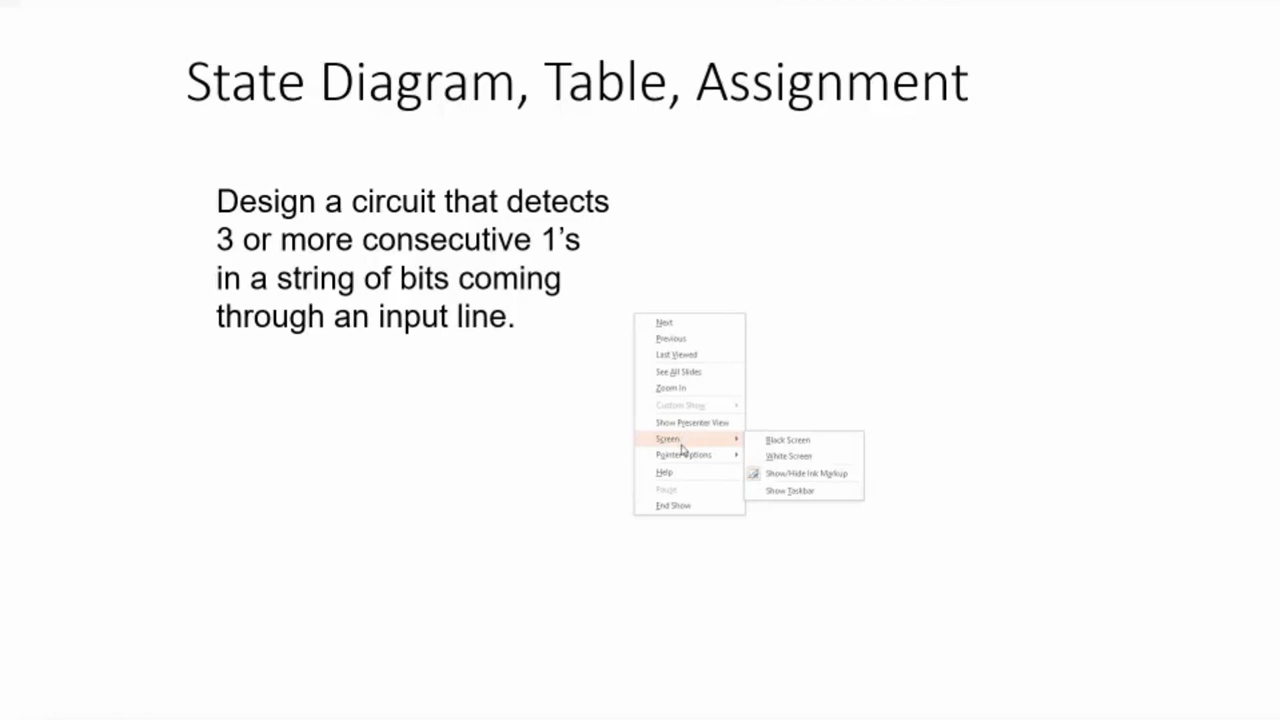 State Diagram, Table, Assignment
Design a circuit that detects
3 or more consecutive 1's
in a string of bits coming
through an input line.
Next
Previous
Last Viewed
See All Slides
Zoom In
Custom Show
Show Presenter View
Screen
Pointer Options
Help
Pause
End Show
Black Screen
White Screen
Show/Hide Ink Markup
Show Taskbar